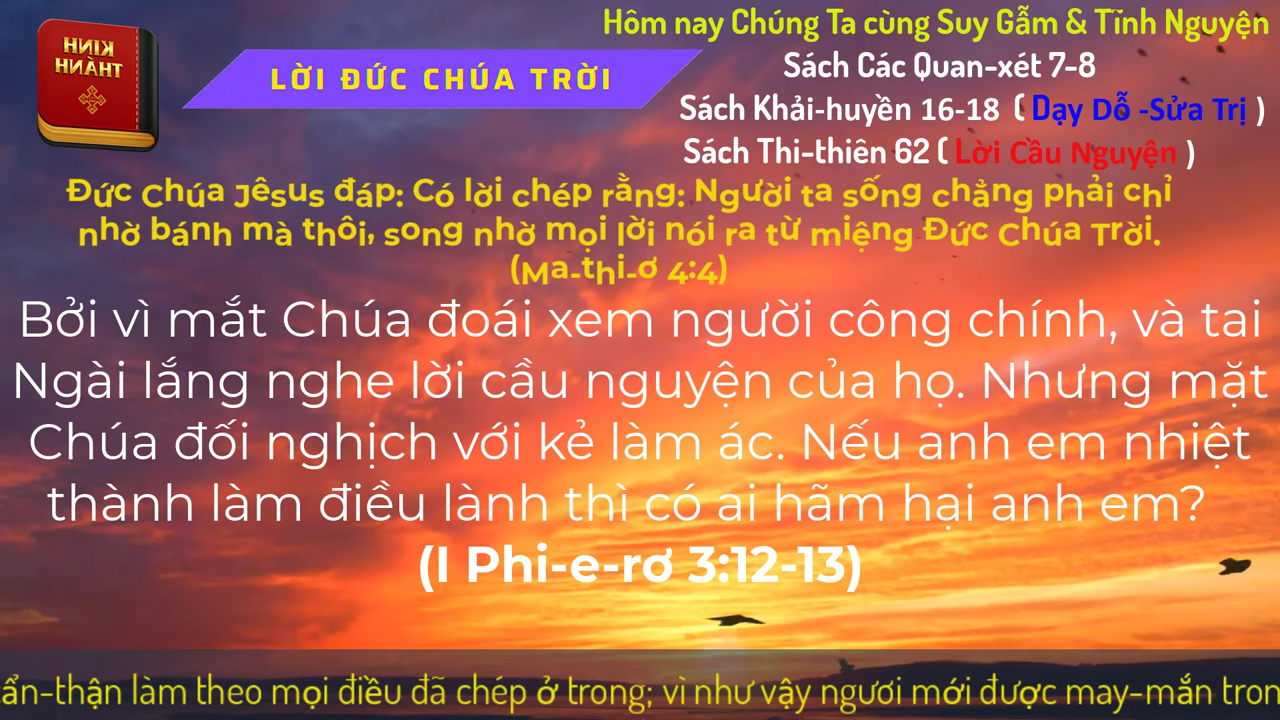 KINH
THÁNH
LỜI ĐỨC CHÚA TRỜI
Hôm nay Chúng Ta cùng Suy Gẫm & Tĩnh Nguyện
Sách Các Quan-xét 7-8
Sách Khải-huyền 16-18 ( Dạy Dỗ -Sửa Trị )
Sách Thi-thiên 62 ( Lời Cầu Nguyện )
Đức Chúa Jêsus đáp: Có lời chép rằng: Người ta sống chẳng phải chỉ
nhờ bánh mà thôi, song nhờ mọi lời nói ra từ miệng Đức Chúa Trời.
(Ma-thi-ơ 4:4)
Bởi vì mắt Chúa đoái xem người công chính, và tai
Ngài lắng nghe lời cầu nguyện của họ. Nhưng mặt
Chúa đối nghịch với kẻ làm ác. Nếu anh em nhiệt
thành làm điều lành thì có ai hãm hại anh em?
(I Phi-e-rơ 3:12-13)
ẩn-thận làm theo mọi điều đã chép ở trong; vì như vậy ngươi mới được may-mắn tron